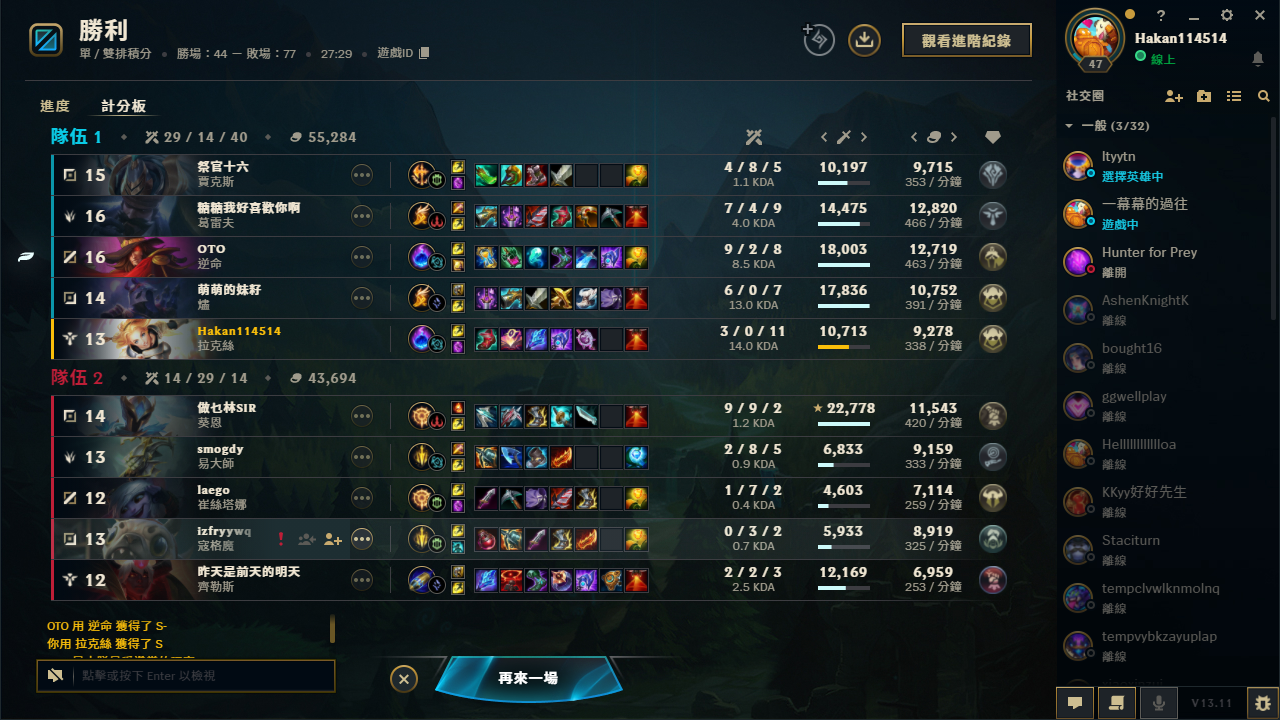 勝利
單 / 雙排積分 • 勝場：44 － 敗場：77 • 27:29 • 遊戲ID
觀看進階紀錄
進度 計分板
隊伍 1 • 29 / 14 / 40 • 55,284
15 祭官十六 4 / 8 / 5 10,197 9,715
賈克斯 1.1 KDA 353 / 分鐘
16 糖糖我好喜歡你啊 7 / 4 / 9 14,475 12,820
葛雷夫 4.0 KDA 466 / 分鐘
16 OTO 9 / 2 / 8 18,003 12,719
逆命 8.5 KDA 463 / 分鐘
14 萌萌的妹籽 6 / 0 / 7 17,836 10,752
燼 13.0 KDA 391 / 分鐘
13 Hakan114514 3 / 0 / 11 10,713 9,278
拉克絲 14.0 KDA 338 / 分鐘
隊伍 2 • 14 / 29 / 14 • 43,694
14 做乜林SIR 9 / 9 / 2 ★ 22,778 11,543
葵恩 1.2 KDA 420 / 分鐘
13 smogdy 2 / 8 / 5 6,833 9,159
易大師 0.9 KDA 333 / 分鐘
12 laego 1 / 7 / 2 4,603 7,114
崔絲塔娜 0.4 KDA 259 / 分鐘
13 izfryywq 0 / 3 / 2 5,933 8,919
寇格魔 0.7 KDA 325 / 分鐘
12 昨天是前天的明天 2 / 2 / 3 12,169 6,959
齊勒斯 2.5 KDA 253 / 分鐘
OTO 用 逆命 獲得了 S-
你用 拉克絲 獲得了 S
點擊或按下 Enter 以檢視
再來一場
Hakan114514
47
線上
社交圈
一般 (3/32)
ltyytn
選擇英雄中
一幕幕的過往
遊戲中
Hunter for Prey
離開
AshenKnightK
離線
bought16
離線
ggwellplay
離線
離線
KKyy好好先生
離線
Staciturn
離線
tempclvwlknmolnq
離線
tempvybkzayuplap
離線
V13.11